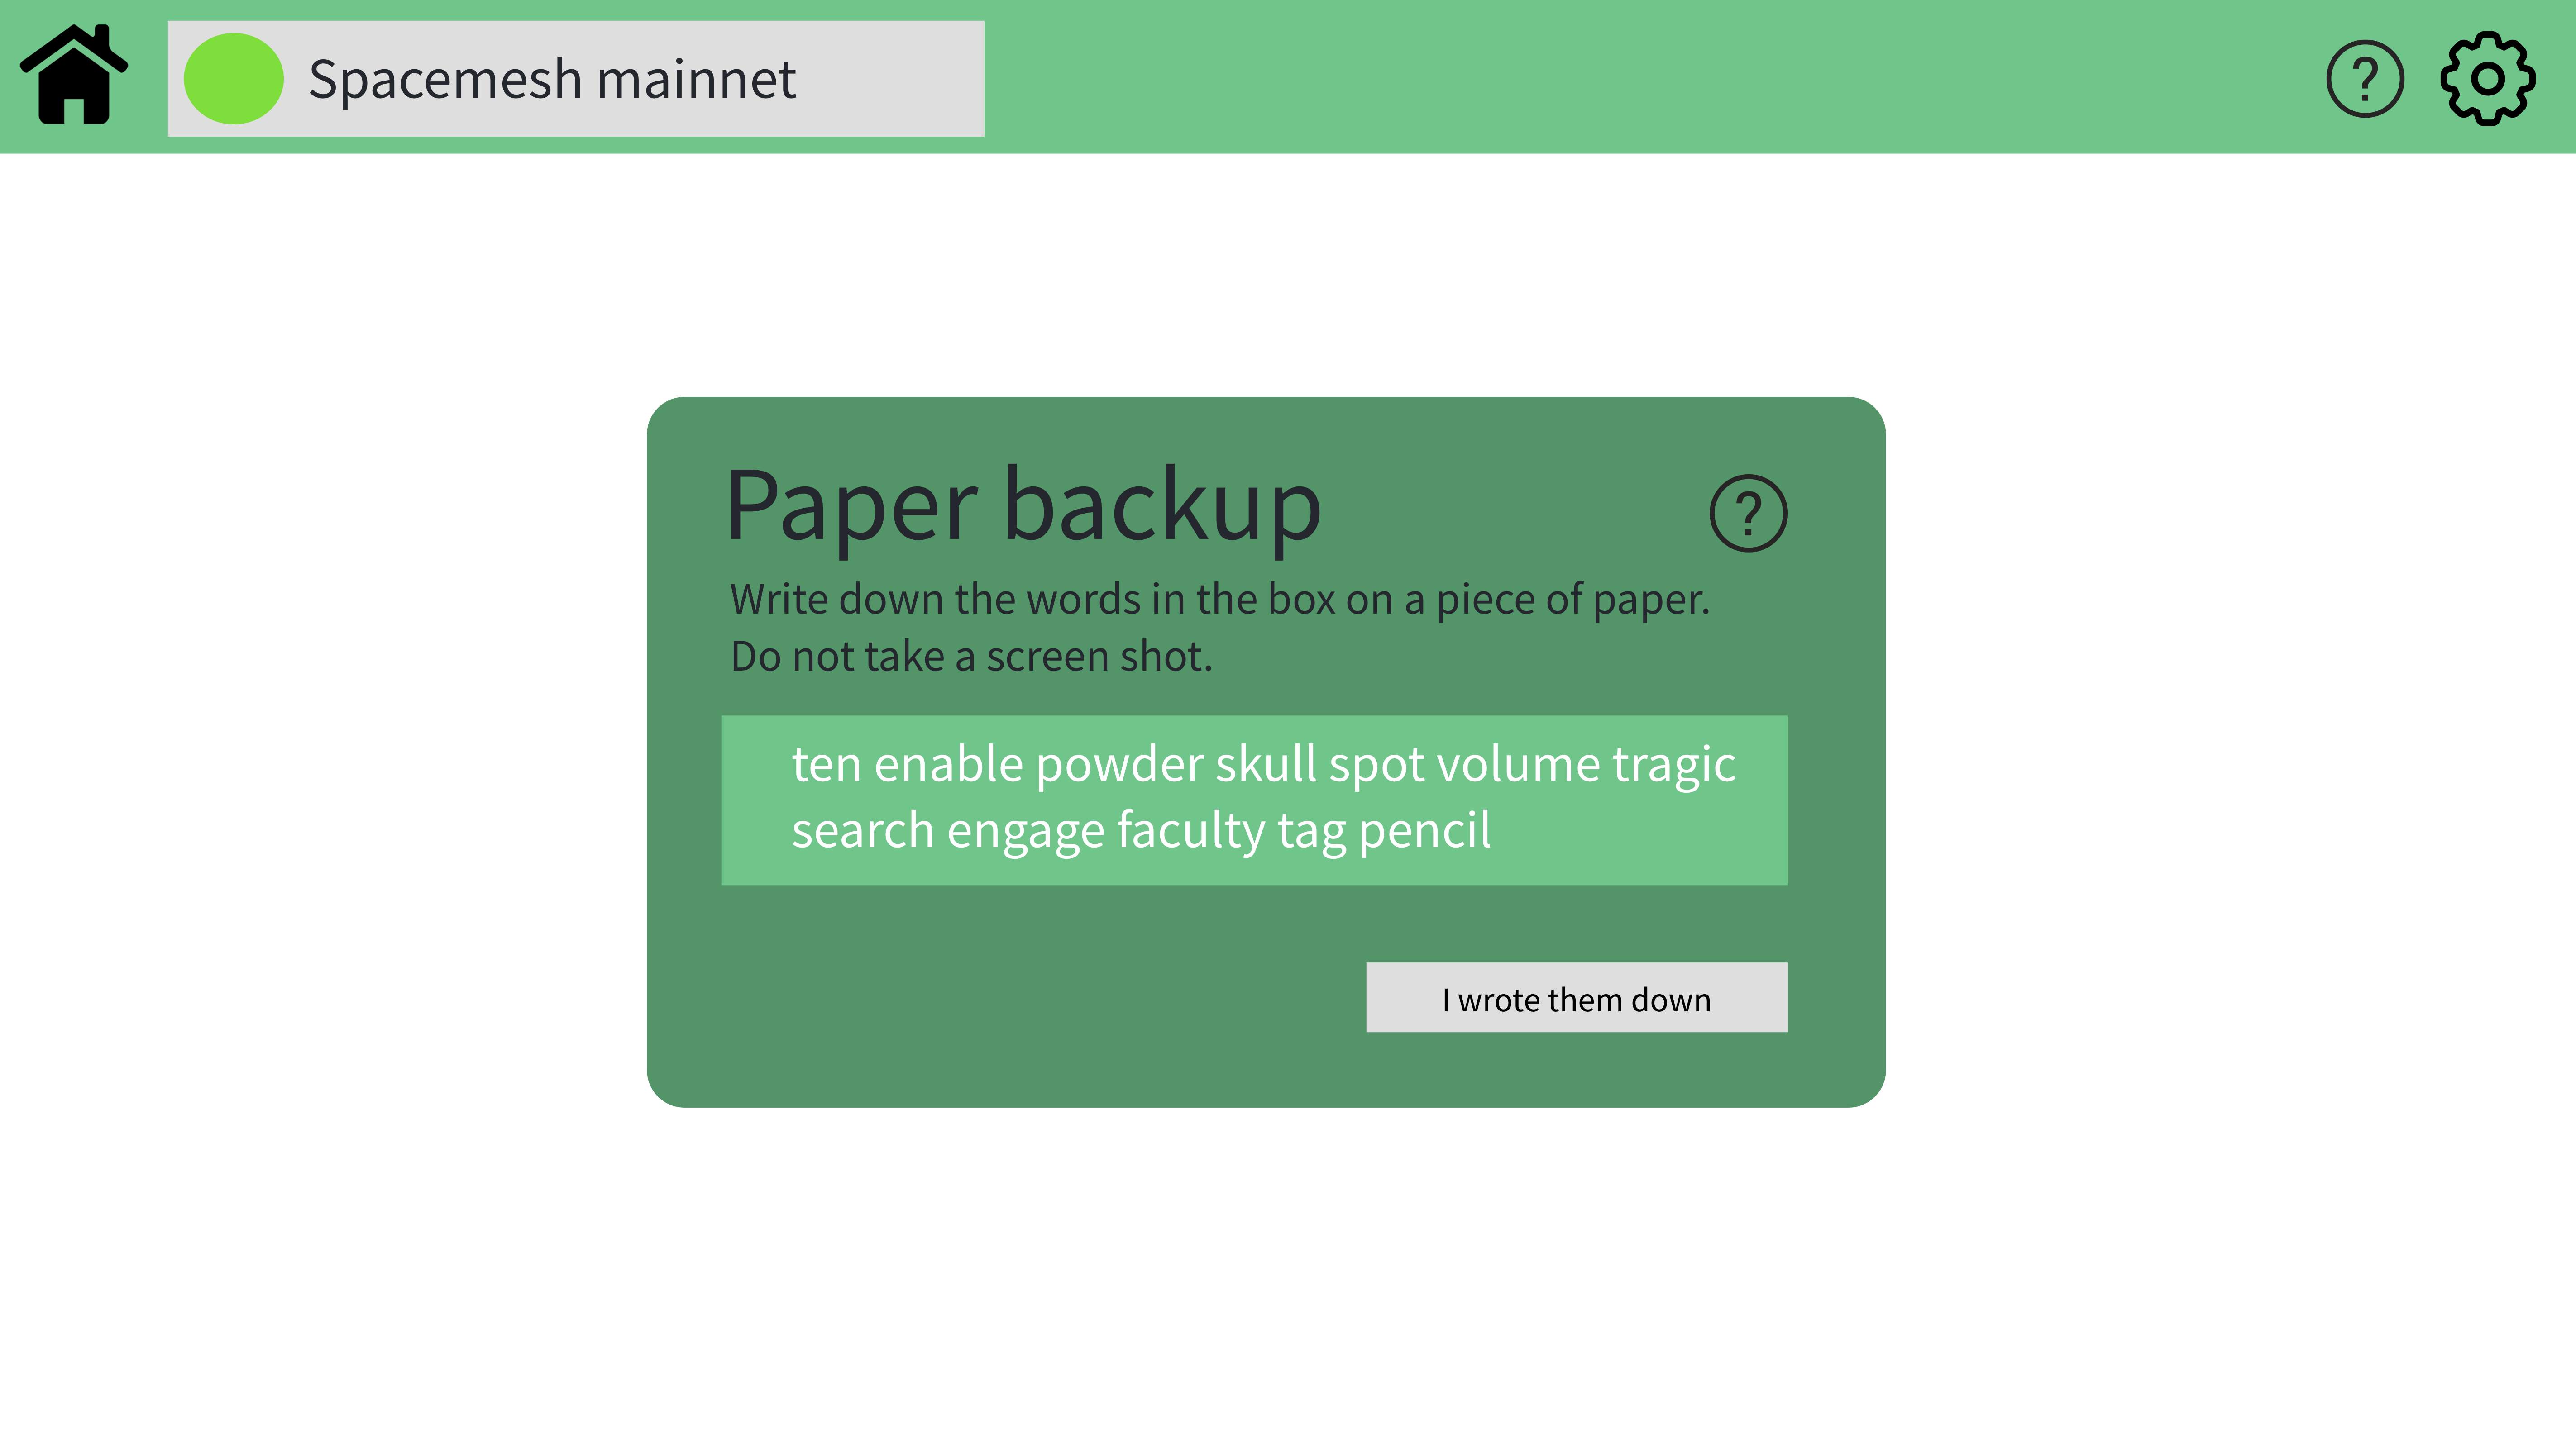 Spacemesh mainnet
?
Paper backup
?
Write down the words in the box on a piece of paper.
Do not take a screen shot.
ten enable powder skull spot volume tragic
search engage faculty tag pencil
I wrote them down